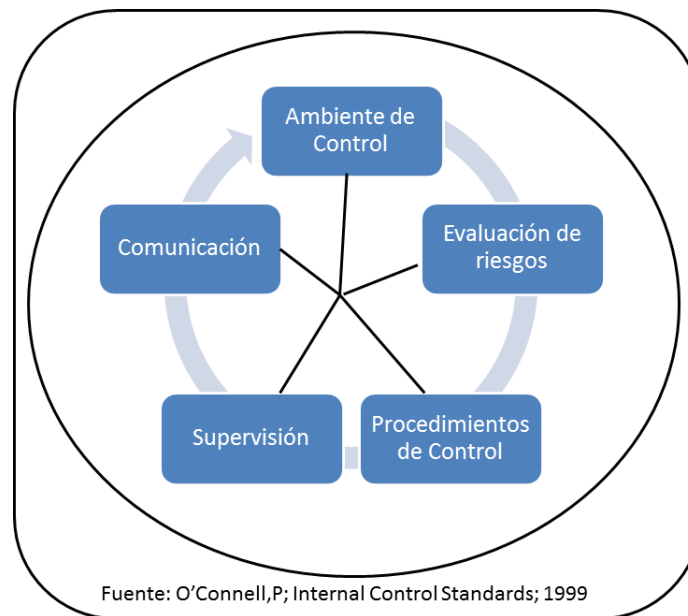 Ambiente de
Control
Evaluación de
riesgos
Procedimientos
de Control
Supervisión
Comunicación
Fuente: O’Connell,P; Internal Control Standards; 1999